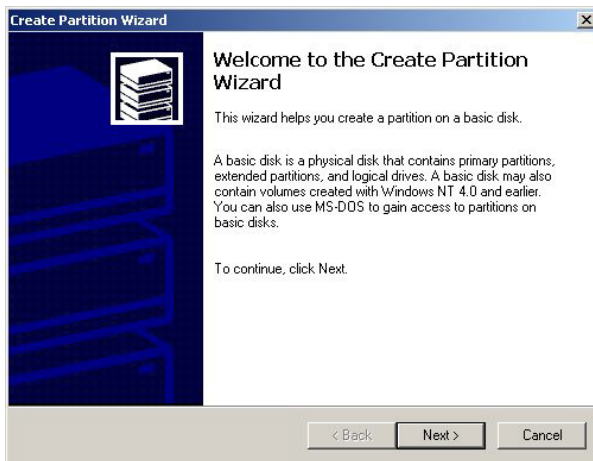 Create Partition Wizard
Welcome to the Create Partition
Wizard
This wizard helps you create a partition on a basic disk.
A basic disk is a physical disk that contains primary partitions,
extended partitions, and logical drives. A basic disk may also
contain volumes created with Windows NT 4.0 and earlier.
You can also use MS-DOS to gain access to partitions on
basic disks.
To continue, click Next.
< Back Next > Cancel